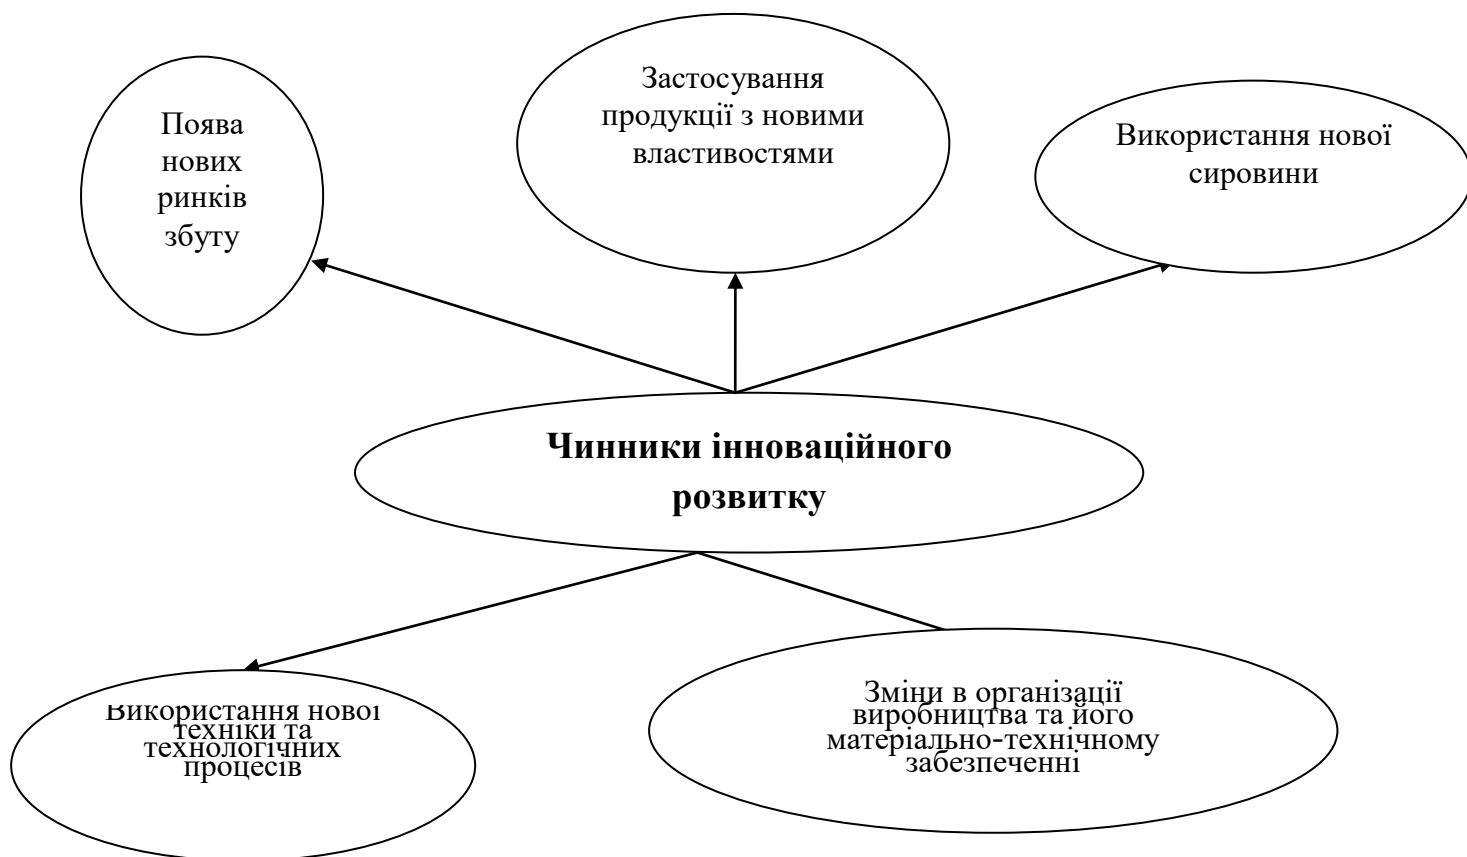 Поява
нових
ринків
збуту
Застосування
продукції з новими
властивостями
Використання нової
сировини
Чинники інноваційного
розвитку
Використання нової
техніки та
технологічних
процесів
Зміни в організації
виробництва та його
матеріально-технічному
забезпеченні